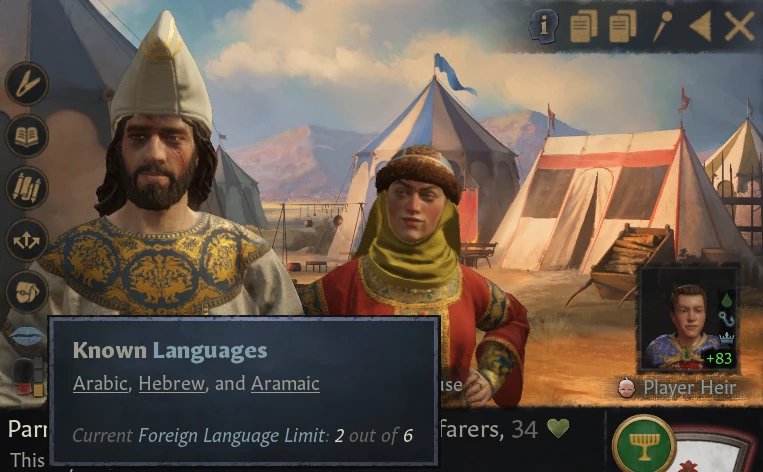 +83
Player Heir
Known Languages
Arabic, Hebrew, and Aramaic
use
Current Foreign Language Limit: 2 out of 6
Parr
farers, 34
This